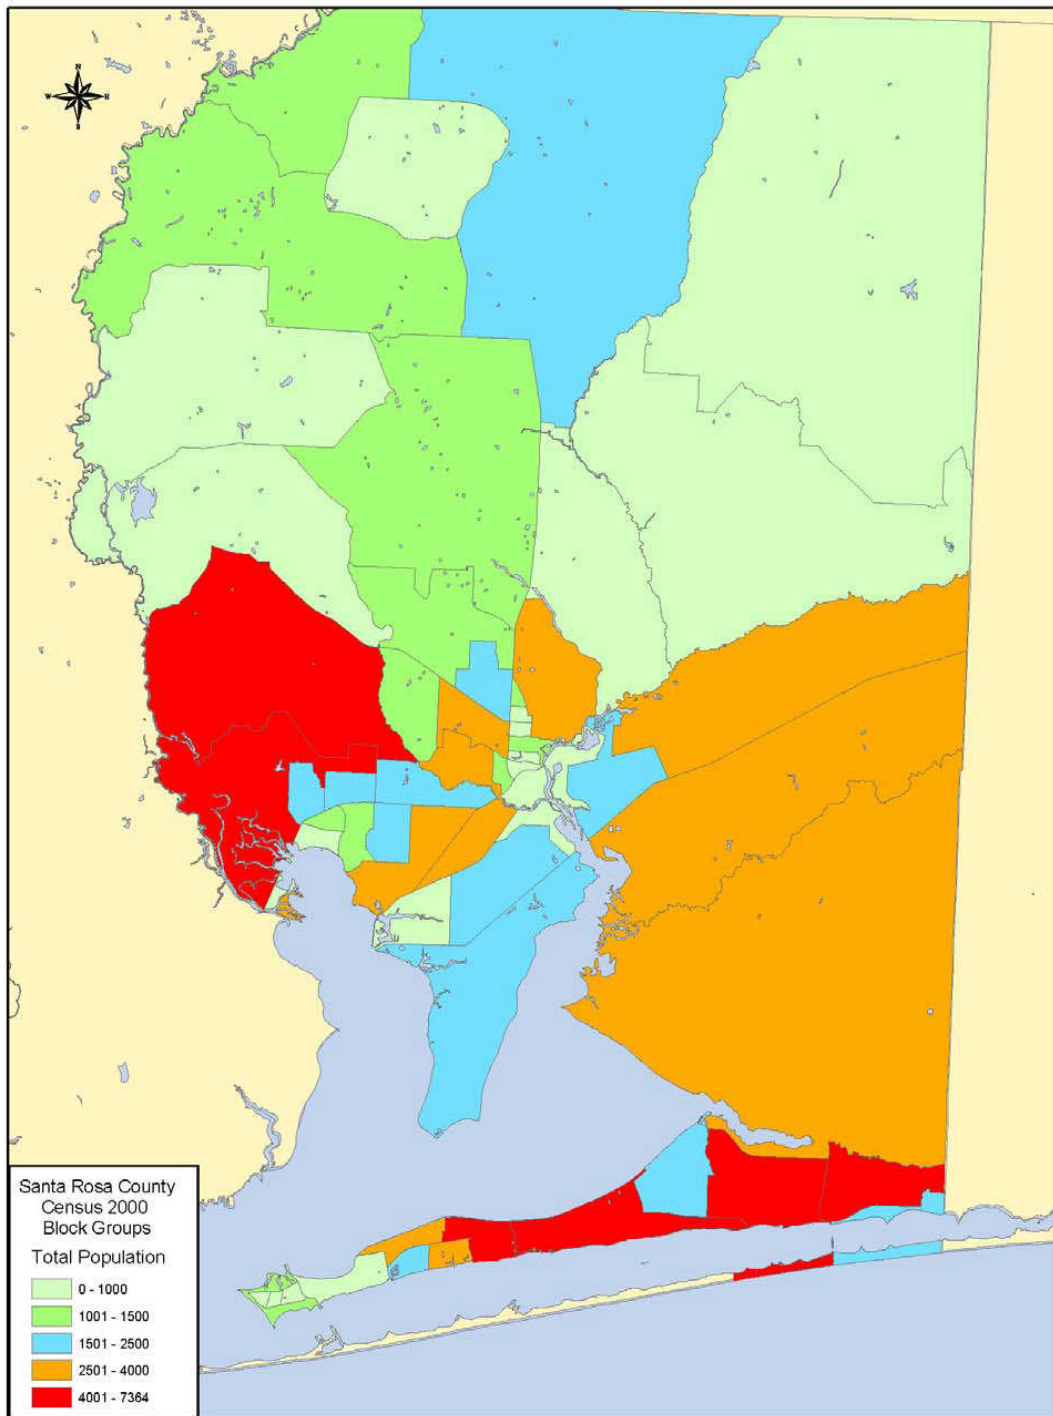 N
W E
S
Santa Rosa County
Census 2000
Block Groups
Total Population
0 - 1000
1001 - 1500
1501 - 2500
2501 - 4000
4001 - 7364